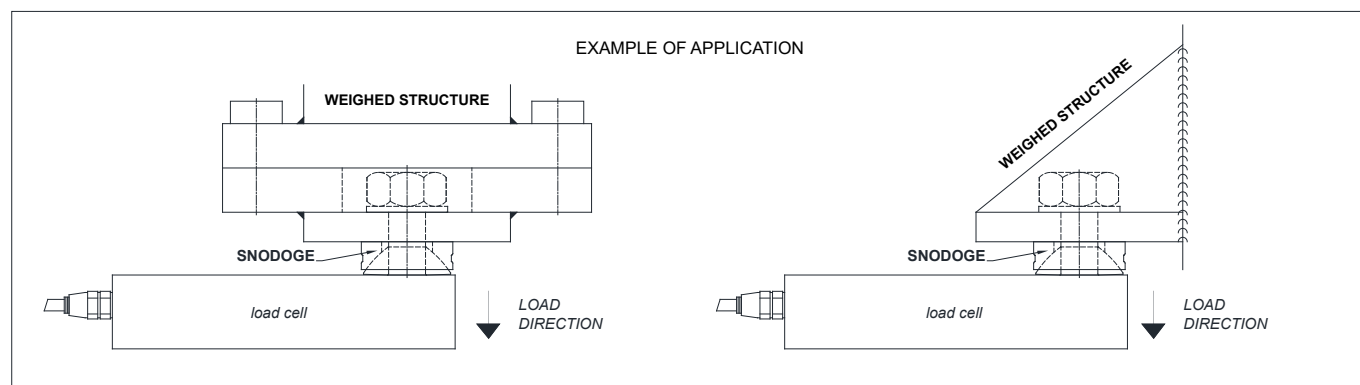 EXAMPLE OF APPLICATION
WEIGHED STRUCTURE
SNODOGE
load cell
LOAD
DIRECTION
WEIGHED STRUCTURE
SNODOGE
load cell
LOAD
DIRECTION